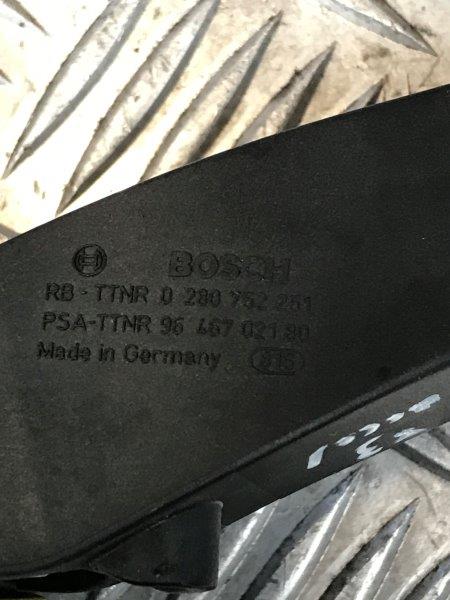 BOSCH
RB-TTNR 0 280 752 251
PSA-TTNR 96 467 021 80
Made in Germany